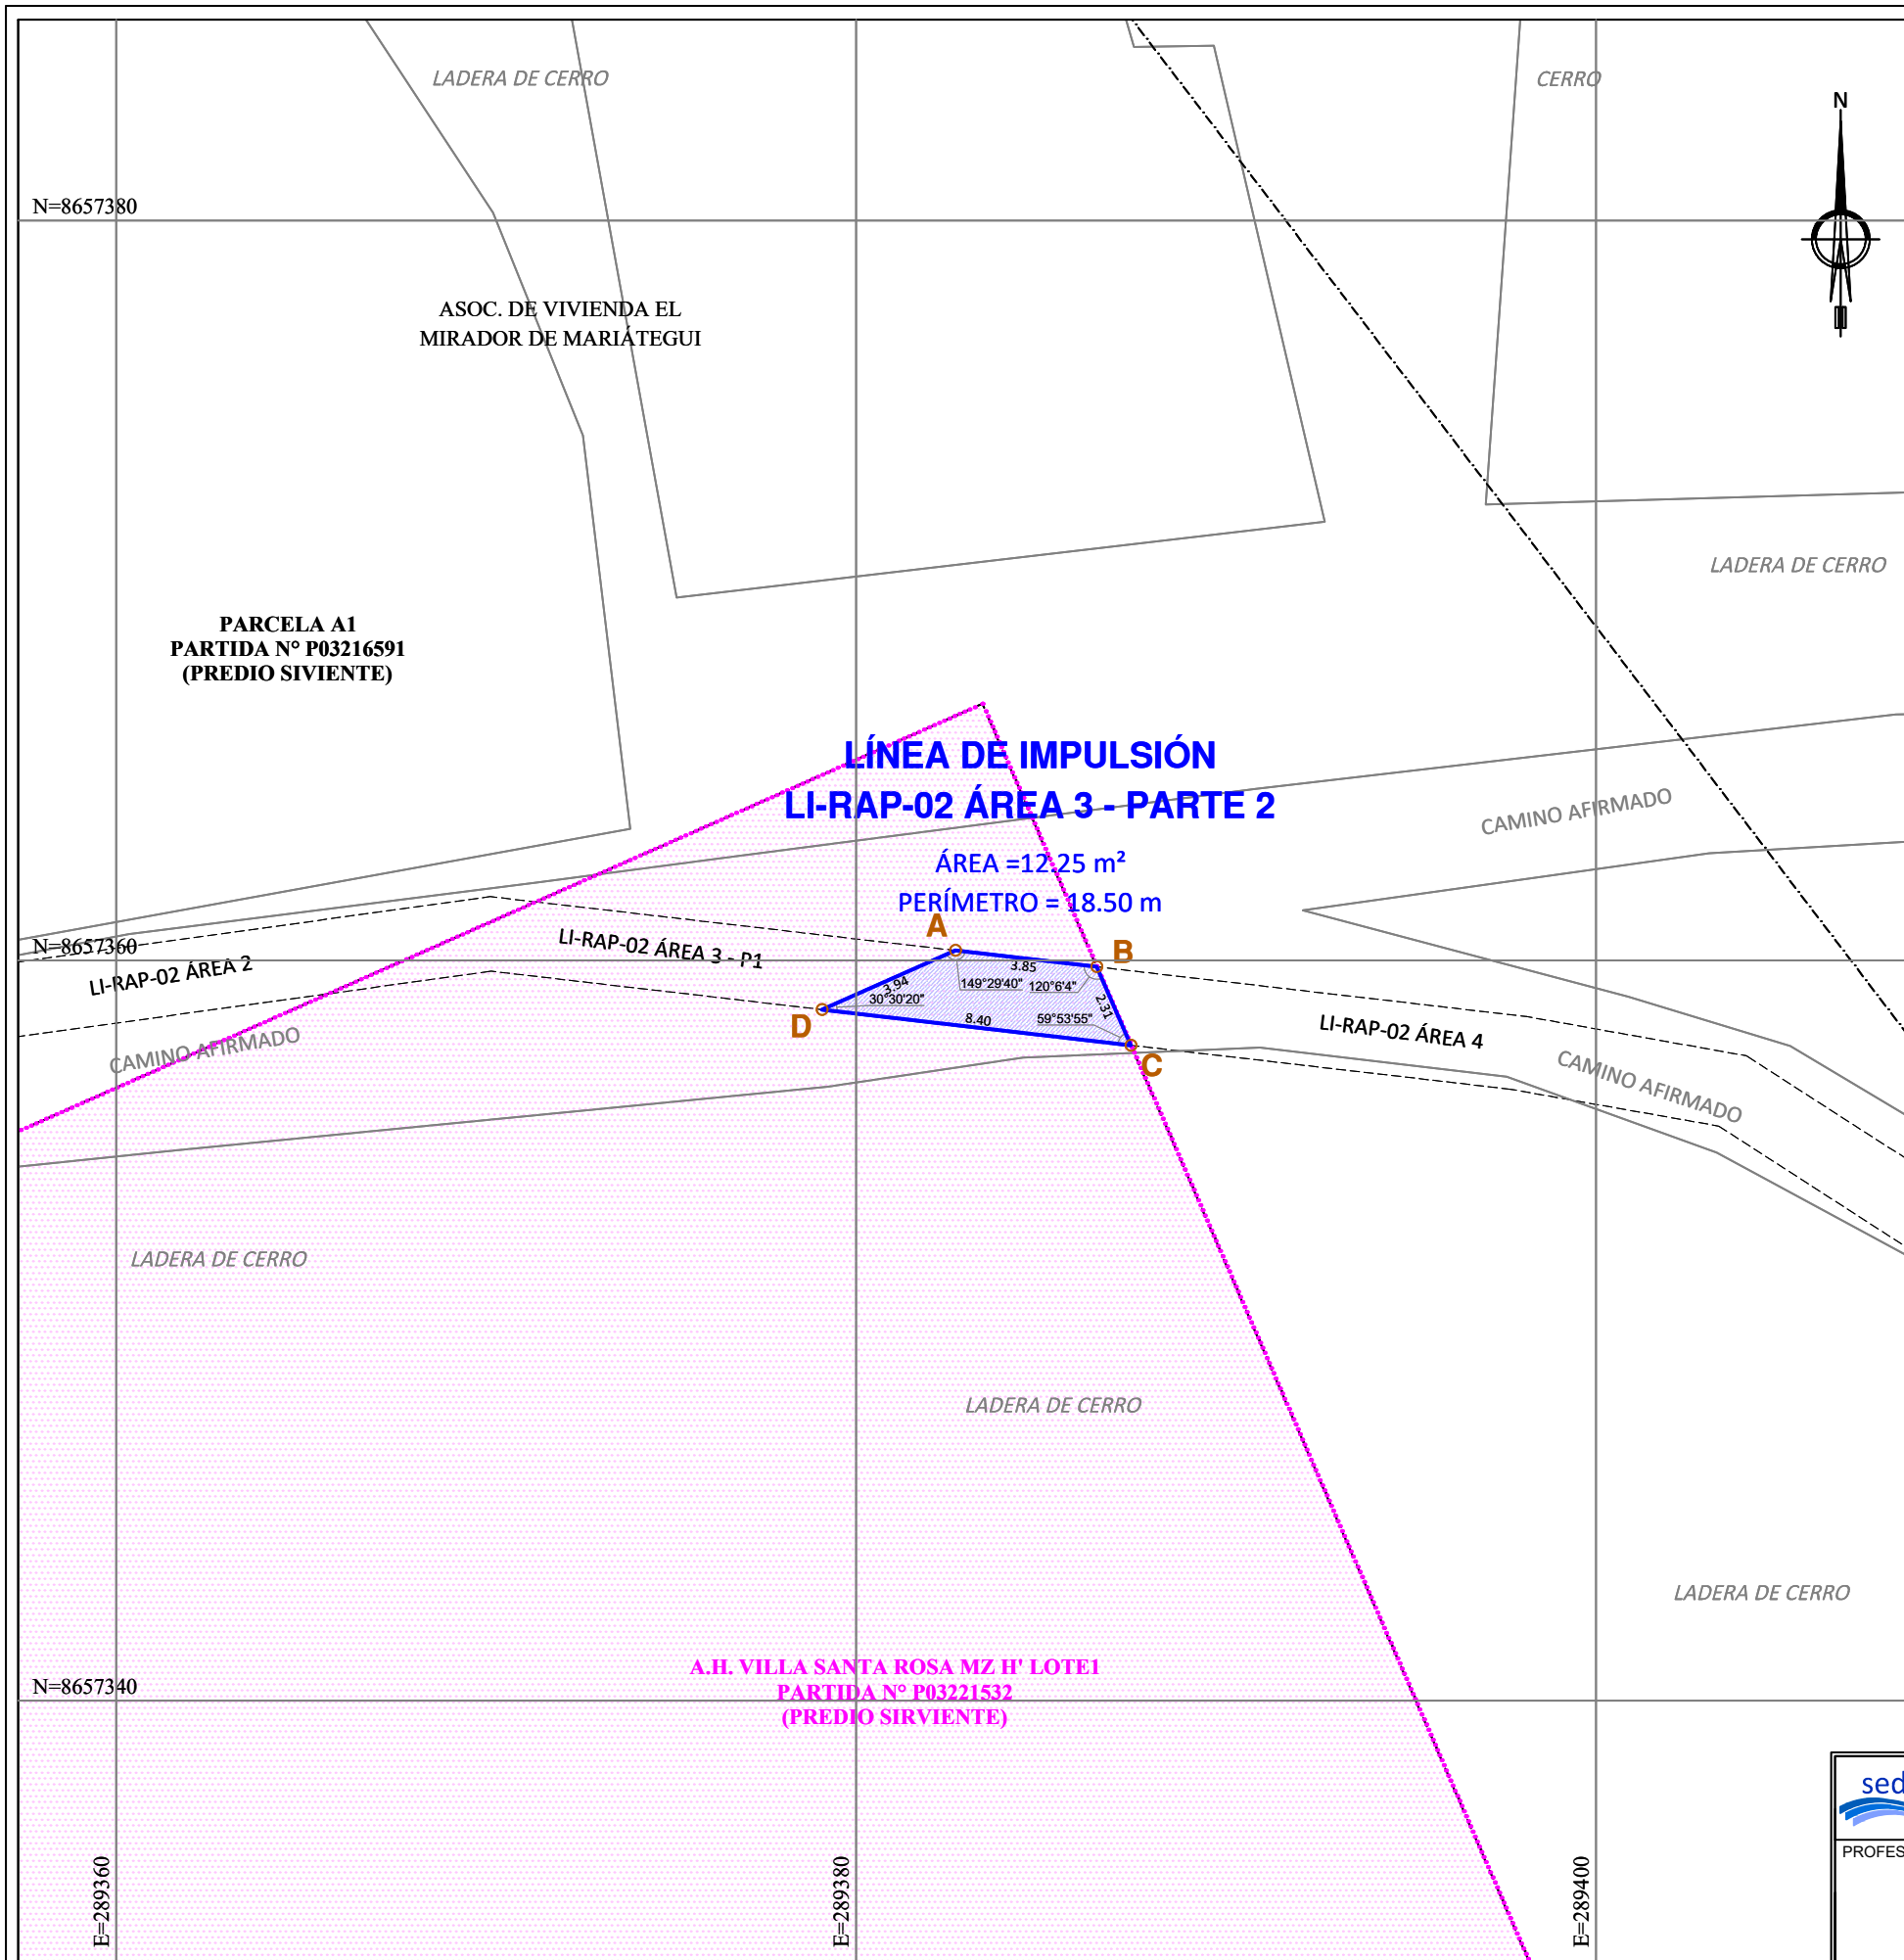 LADERA DE CERRO
CERRO
N
N=8657380
ASOC. DE VIVIENDA EL
MIRADOR DE MARIÁTEGUI
LADERA DE CERRO
PARCELA A1
PARTIDA N° P03216591
(PREDIO SIVIENTE)
LÍNEA DE IMPULSIÓN
LI-RAP-02 ÁREA 3 - PARTE 2
CAMINO AFIRMADO
ÁREA =12.25 m²
PERÍMETRO = 18.50 m
A
B
N=8657360
LI-RAP-02 ÁREA 2
LI-RAP-02 ÁREA 3 - P1
3.85
3.94
149°29'40"
120°6'4"
30°30'20"
2.31
D
8.40
59°53'55"
C
LI-RAP-02 ÁREA 4
CAMINO AFIRMADO
CAMINO AFIRMADO
LADERA DE CERRO
LADERA DE CERRO
LADERA DE CERRO
A.H. VILLA SANTA ROSA MZ H' LOTE1
PARTIDA N° P03221532
(PREDIO SIRVIENTE)
N=8657340
sed
PROFES
E=289360
E=289380
E=289400